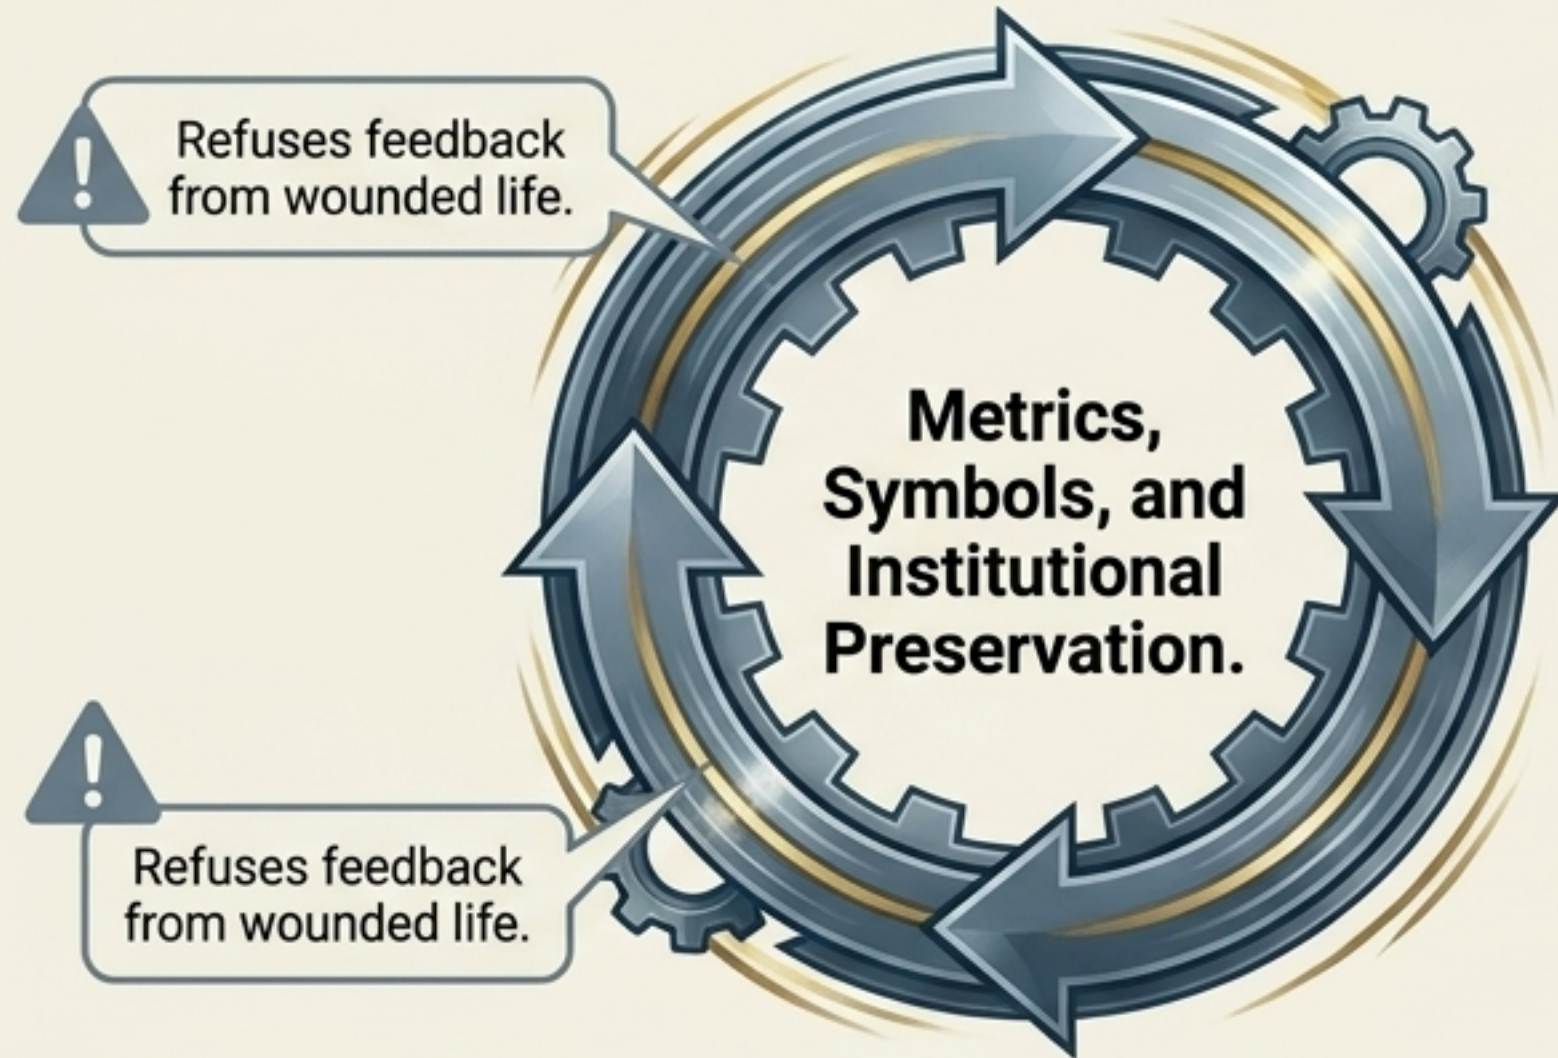 Refuses feedback
from wounded life.
Metrics,
Symbols, and
Institutional
Preservation.
Refuses feedback
from wounded life.